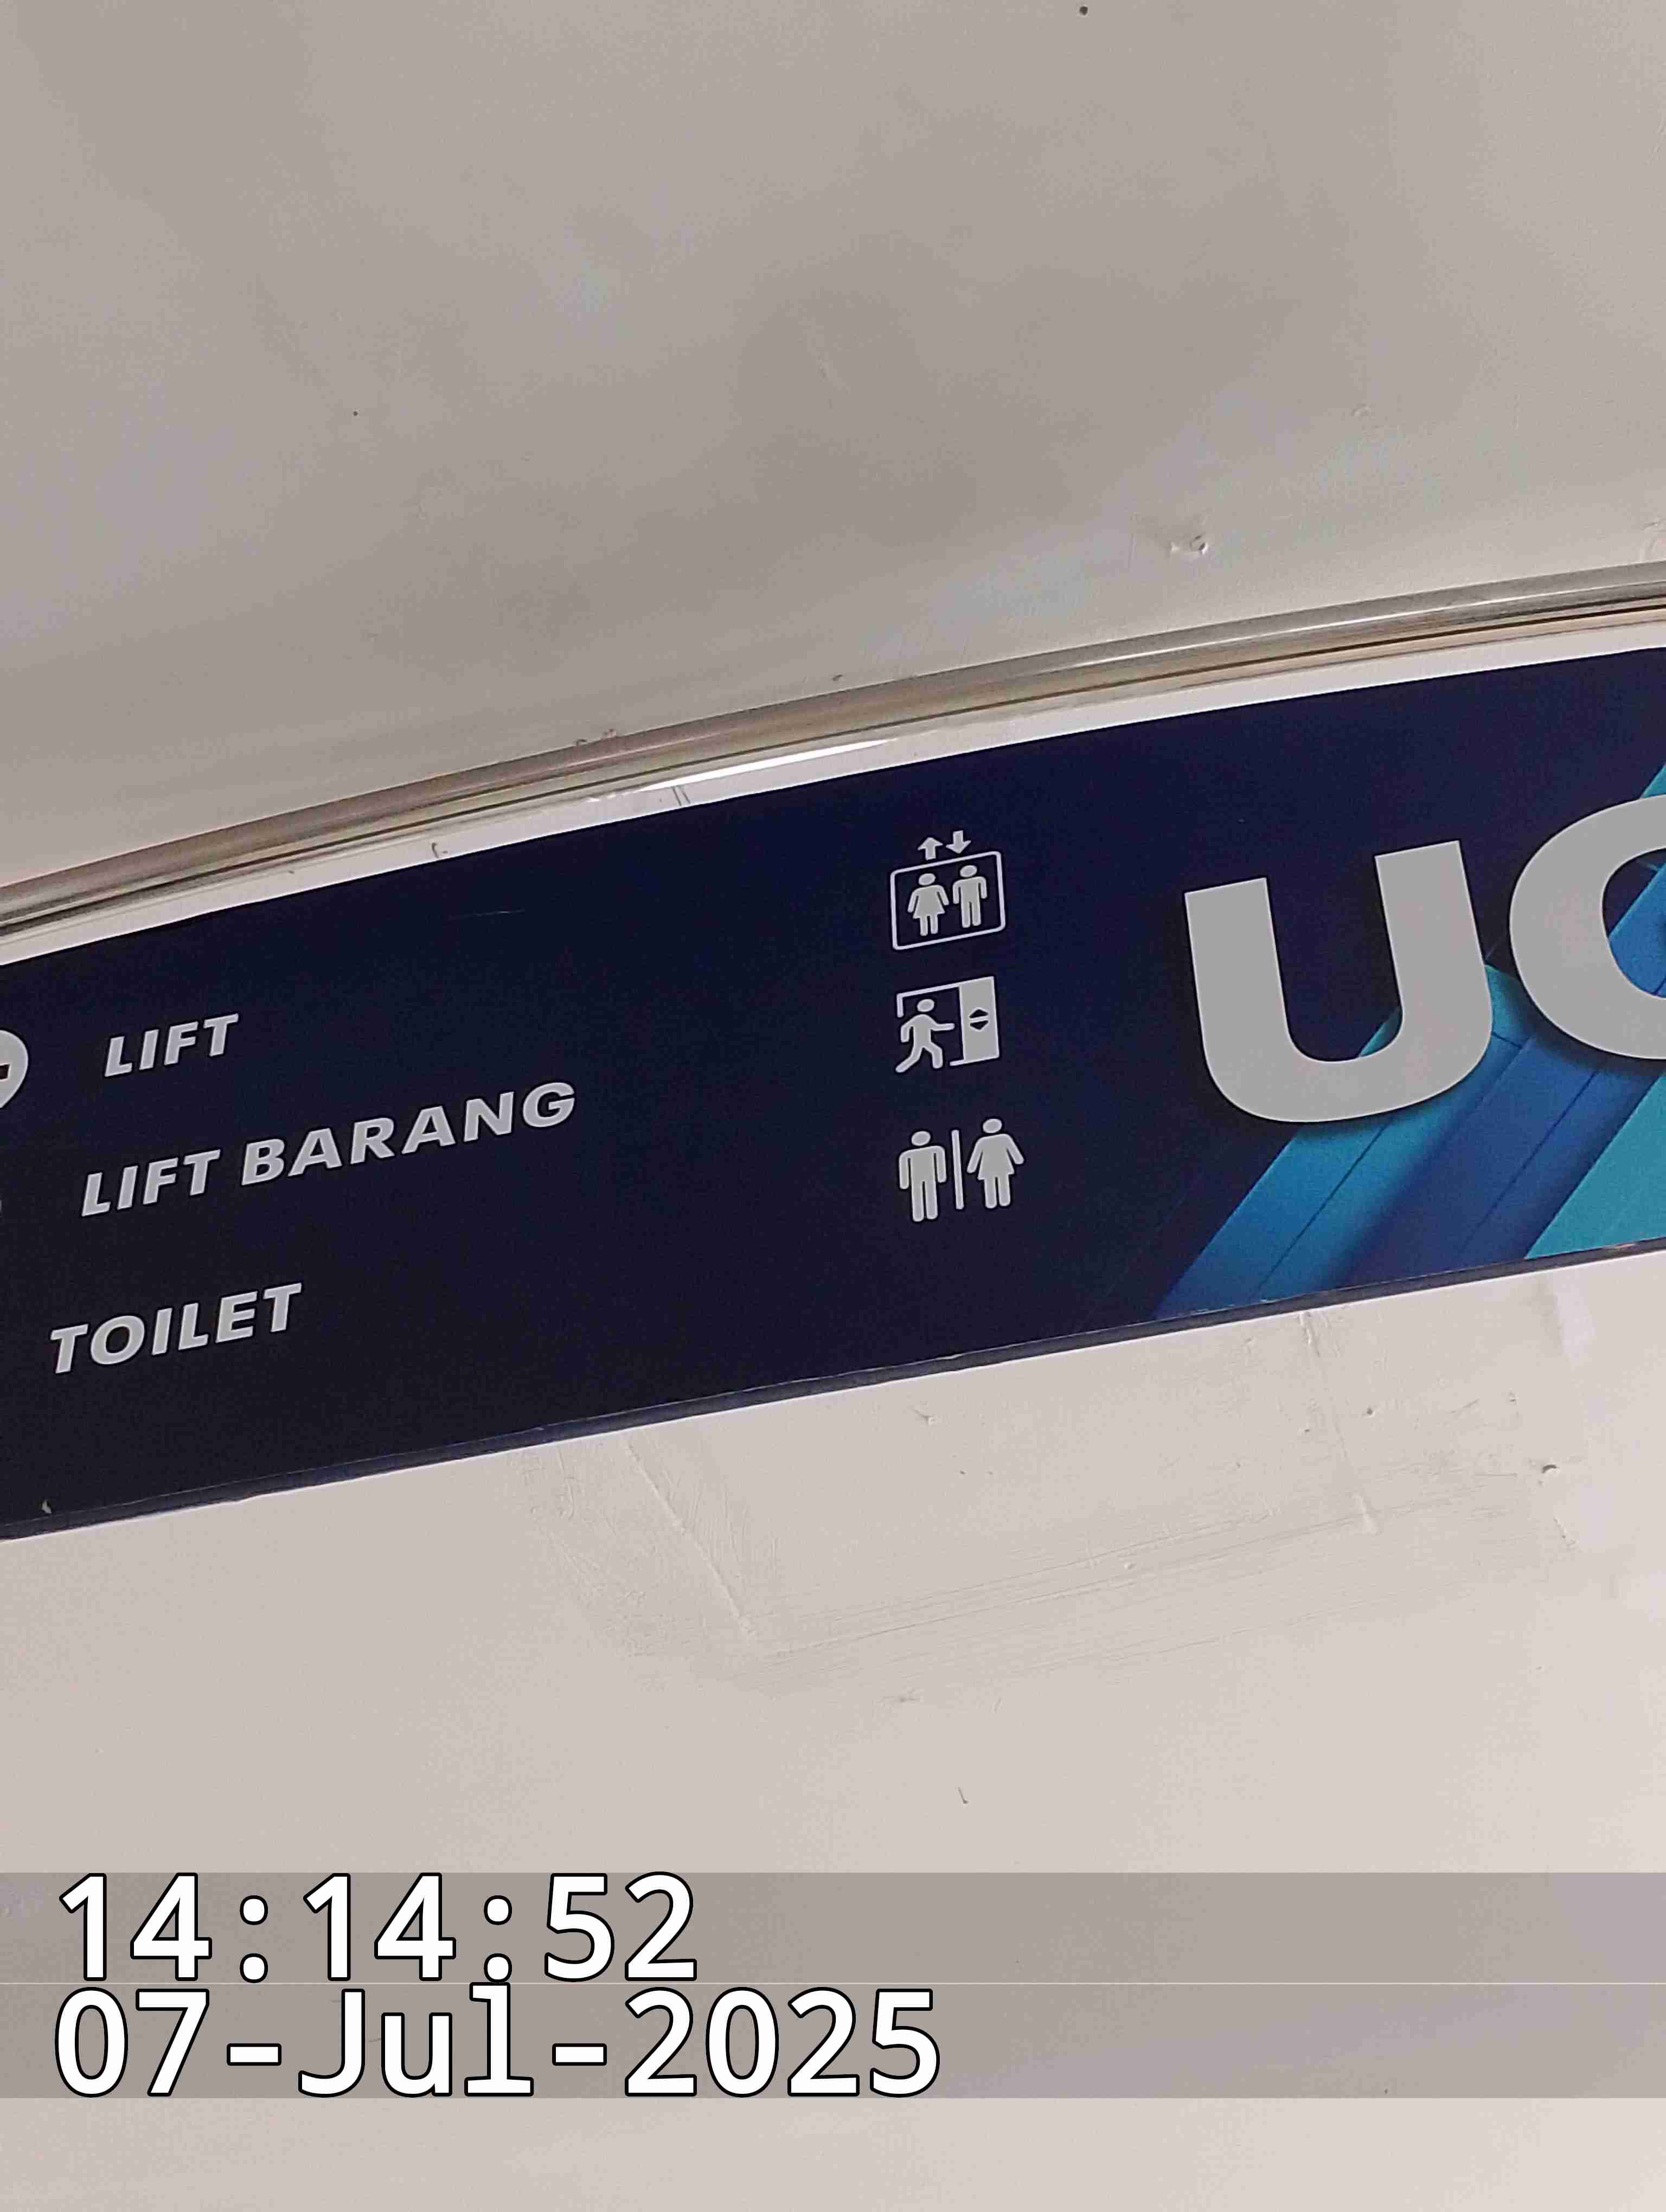 LIFT
LIFT BARANG
TOILET
14:14:52
07-Jul-2025